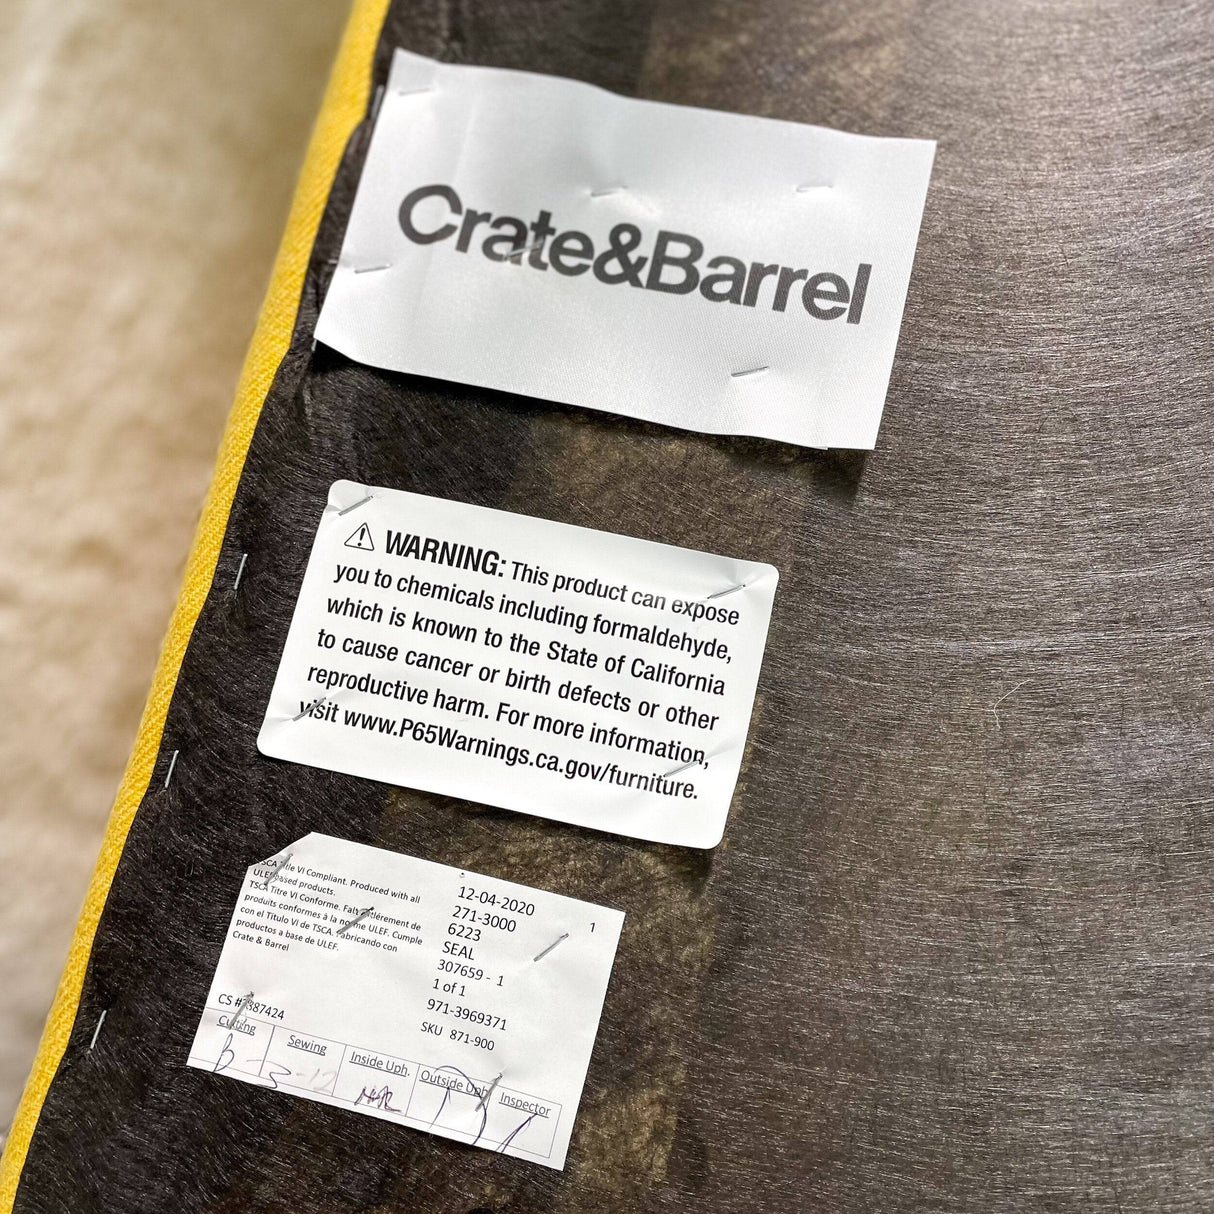 Crate&Barrel
WARNING: This product can expose
you to chemicals including formaldehyde,
which is known to the State of California
to cause cancer or birth defects or other
reproductive harm. For more information,
visit www.P65Warnings.ca.gov/furniture.
TSCA Title VI Compliant. Produced with all
ULEF based products.
TSCA Titre VI Conforme. Fait de
produits conformes à la norme ULEF. Cumple
con el Título VI de TSCA. Fabricando con
productos a base de ULEF.
Crate & Barrel
12-04-2020
271-3000
1
6223
SEAL
307659 - 1
1 of 1
971-3969371
SKU 871-900
CS # 387424
Cutting
Sewing
Inside Uph.
Outside Uph
Inspector